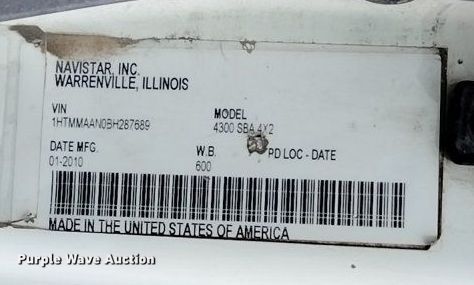 NAVISTAR, INC.
WARRENVILLE, ILLINOIS
VIN MODEL
1HTMMAAN0BH287689 4300 SBA 4X2
DATE MFG. W.B. PD LOC - DATE
01-2010 600
MADE IN THE UNITED STATES OF AMERICA
Purple Wave Auction